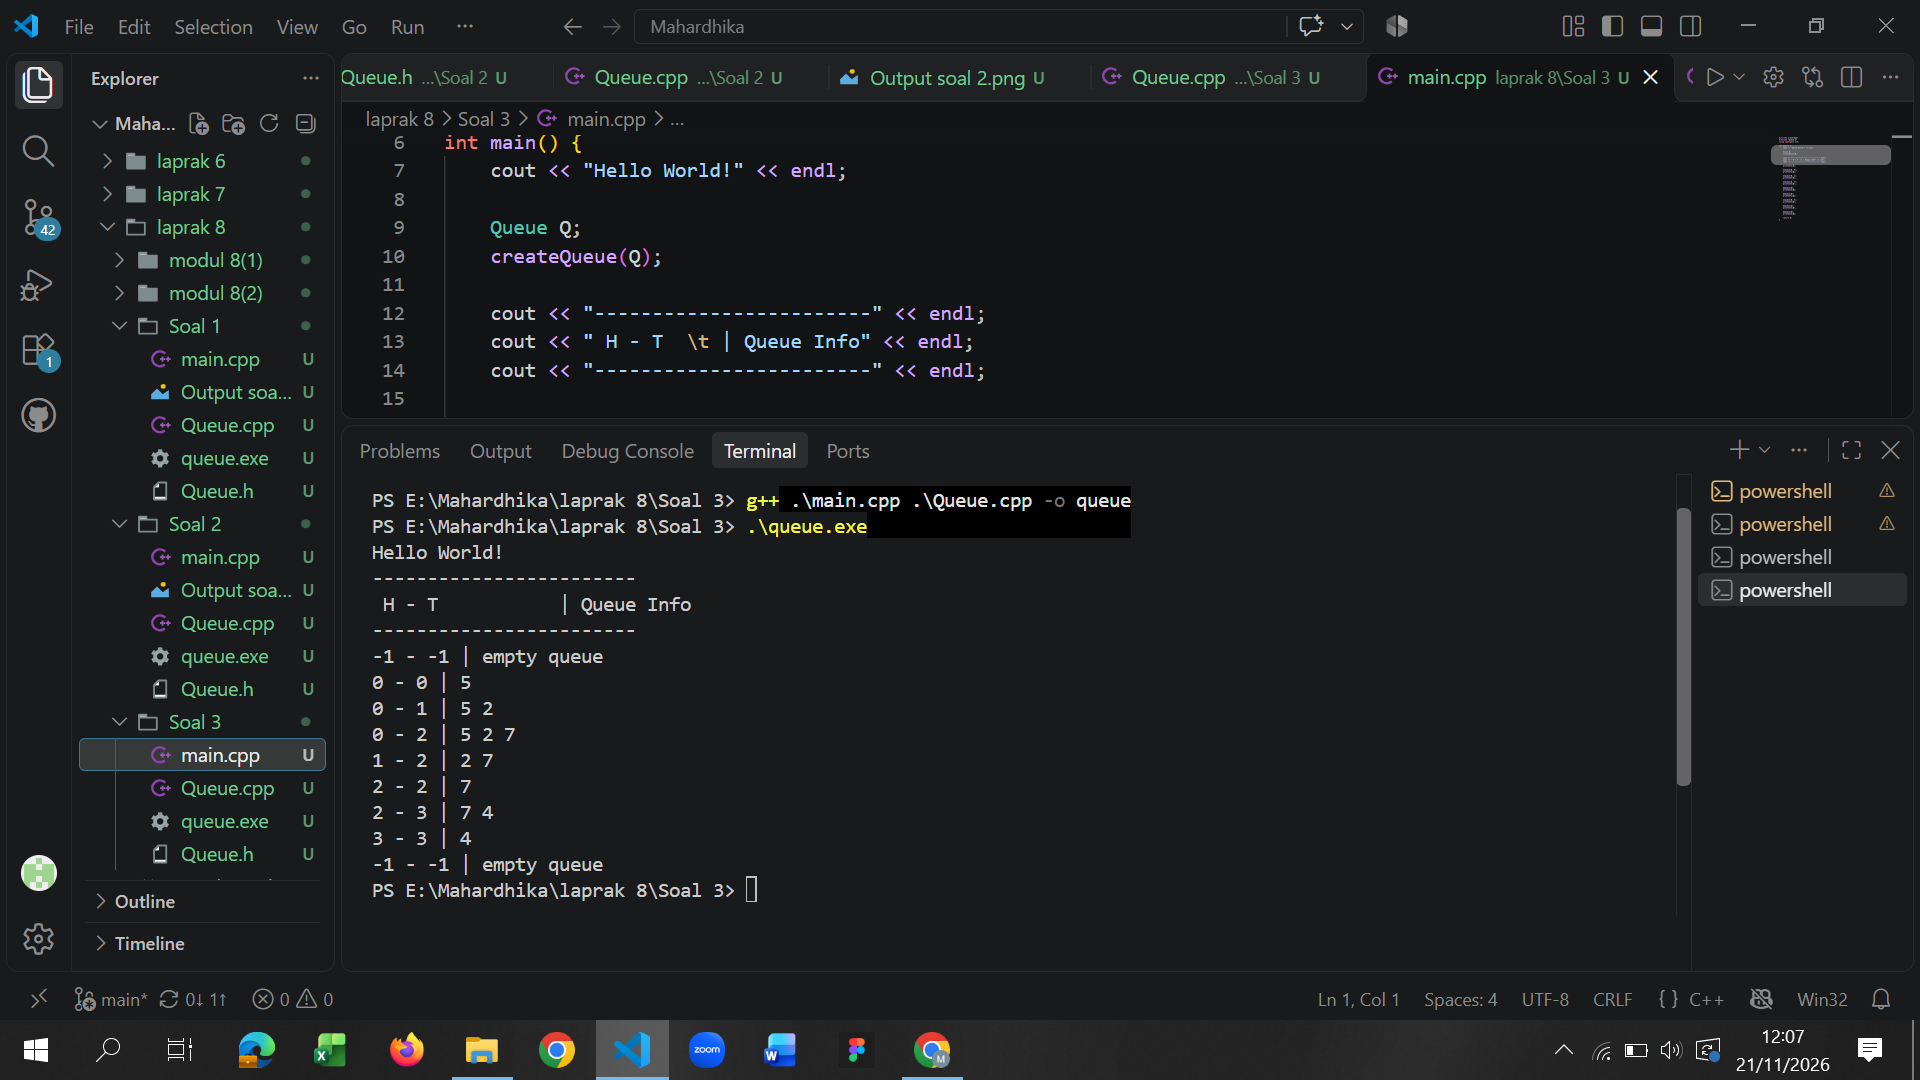 File Edit Selection View Go Run ··· Mahardhika
Explorer ···
Queue.h ...\Soal 2 U Queue.cpp ...\Soal 2 U Output soal 2.png U Queue.cpp ...\Soal 3 U main.cpp laprak 8\Soal 3 U
laprak 8 > Soal 3 > main.cpp > ...
Maha...
laprak 6
laprak 7
laprak 8
modul 8(1)
modul 8(2)
Soal 1
main.cpp U
Output soa... U
Queue.cpp U
queue.exe U
Queue.h U
Soal 2
main.cpp U
Output soa... U
Queue.cpp U
queue.exe U
Queue.h U
Soal 3
main.cpp U
Queue.cpp U
queue.exe U
Queue.h U
Outline
Timeline
42
1
6 int main() {
7 cout << "Hello World!" << endl;
8
9 Queue Q;
10 createQueue(Q);
11
12 cout << "-------------------------" << endl;
13 cout << " H - T  \t | Queue Info" << endl;
14 cout << "-------------------------" << endl;
15
Problems Output Debug Console Terminal Ports
PS E:\Mahardhika\laprak 8\Soal 3> g++ .\main.cpp .\Queue.cpp -o queue
PS E:\Mahardhika\laprak 8\Soal 3> .\queue.exe
Hello World!
------------------------
 H - T           | Queue Info
------------------------
-1 - -1 | empty queue
0 - 0 | 5
0 - 1 | 5 2
0 - 2 | 5 2 7
1 - 2 | 2 7
2 - 2 | 7
2 - 3 | 7 4
3 - 3 | 4
-1 - -1 | empty queue
PS E:\Mahardhika\laprak 8\Soal 3>
powershell
powershell
powershell
powershell
main* 0↓ 1↑ 0 0 Ln 1, Col 1 Spaces: 4 UTF-8 CRLF {} C++ Win32
zoom
M
12:07
21/11/2026